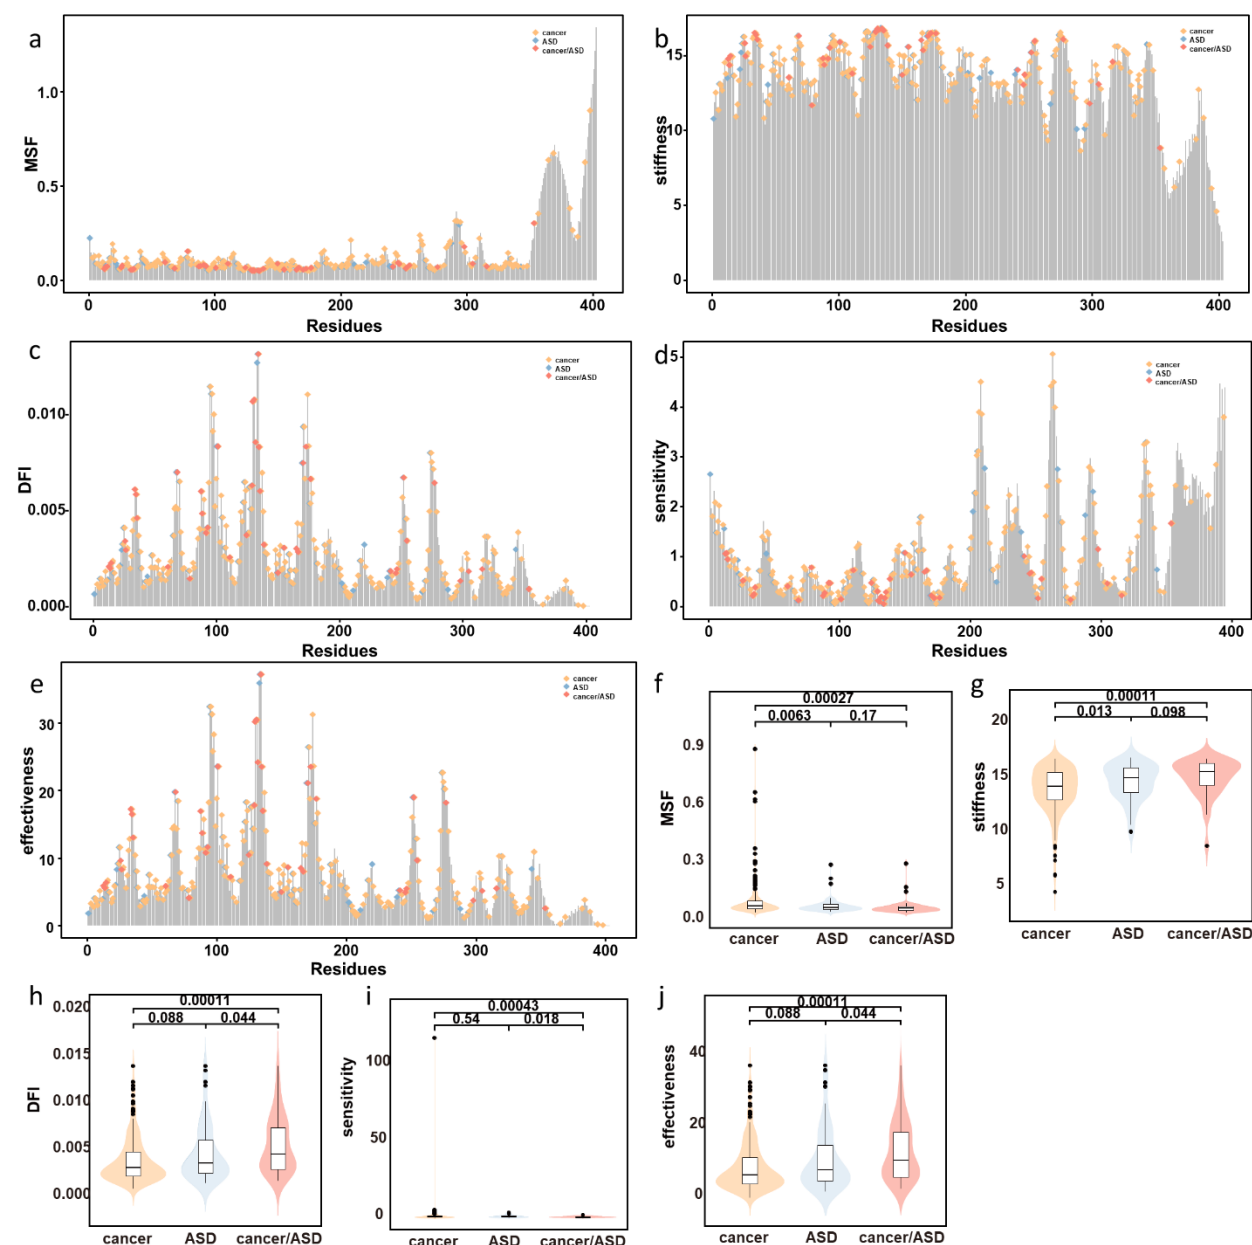 a
cancer
ASD
cancer/ASD
1.0
0.5
0.0
MSF
0 100 200 300 400
Residues
b
cancer
ASD
cancer/ASD
15
10
5
0
stiffness
0 100 200 300 400
Residues
c
cancer
ASD
cancer/ASD
0.010
0.005
0.000
DFI
0 100 200 300 400
Residues
d
cancer
ASD
cancer/ASD
5
4
3
2
1
0
sensitivity
0 100 200 300 400
Residues
e
cancer
ASD
cancer/ASD
30
20
10
0
effectiveness
0 100 200 300 400
Residues
f
0.00027
0.0063 0.17
0.9
0.6
0.3
0.0
MSF
cancer ASD cancer/ASD
g
0.00011
0.013 0.098
20
15
10
5
stiffness
cancer ASD cancer/ASD
h
0.00011
0.088 0.044
0.020
0.015
0.010
0.005
0.000
DFI
cancer ASD cancer/ASD
i
0.00043
0.54 0.018
100
50
0
sensitivity
cancer ASD cancer/ASD
j
0.00011
0.088 0.044
40
20
0
effectiveness
cancer ASD cancer/ASD